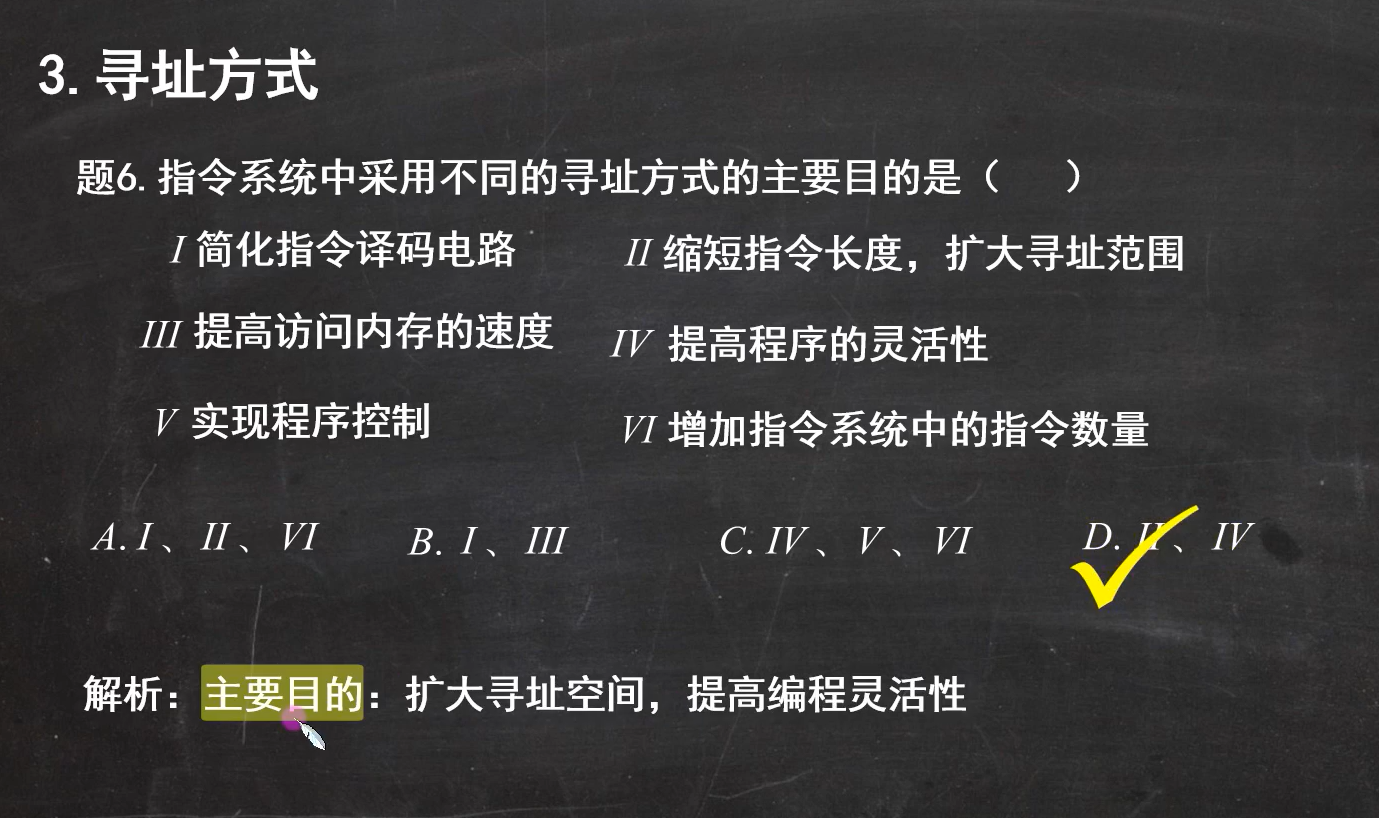 3. 寻址方式
题6. 指令系统中采用不同的寻址方式的主要目的是（ ）
I 简化指令译码电路 II 缩短指令长度，扩大寻址范围
III 提高访问内存的速度 IV 提高程序的灵活性
V 实现程序控制 VI 增加指令系统中的指令数量
A. I 、 II 、 VI B. I 、 III C. IV 、 V 、 VI D. II 、 IV
解析：主要目的：扩大寻址空间，提高编程灵活性